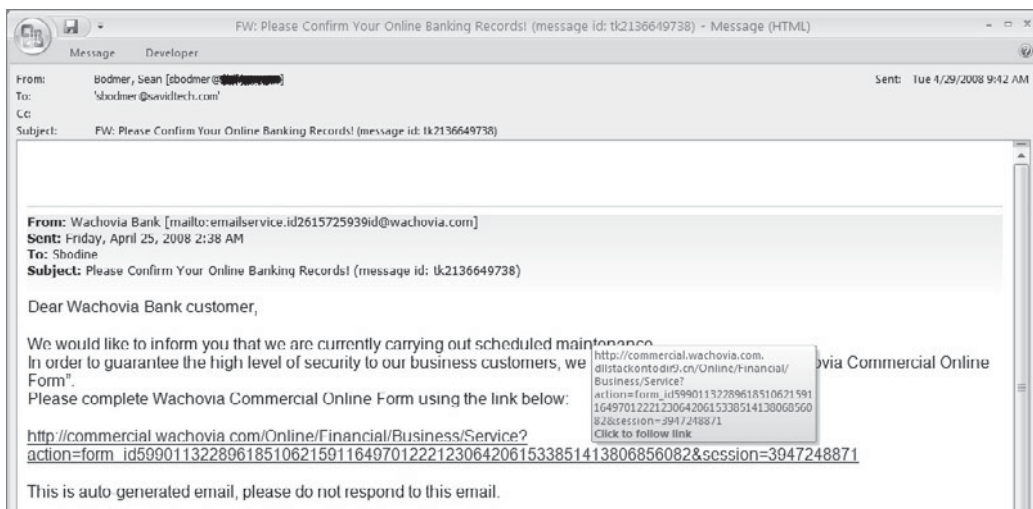 FW: Please Confirm Your Online Banking Records! (message id: tk2136649738) - Message (HTML)
Message Developer
From: Bodmer, Sean [sbodmer@
Sent: Tue 4/29/2008 9:42 AM
To: 'sbodmer@savidtech.com'
Cc:
Subject: FW: Please Confirm Your Online Banking Records! (message id: tk2136649738)
From: Wachovia Bank [mailto:emailservice.id2615725939id@wachovia.com]
Sent: Friday, April 25, 2008 2:38 AM
To: Sbodine
Subject: Please Confirm Your Online Banking Records! (message id: tk2136649738)
Dear Wachovia Bank customer,
We would like to inform you that we are currently carrying out scheduled maintenance
In order to guarantee the high level of security to our business customers, we
via Commercial Online
Form".
Please complete Wachovia Commercial Online Form using the link below:
http://commercial.wachovia.com.
dllstackontodir9.cn/Online/Financial/
Business/Service?
action=form_id59901132289618510621591
164970122212306420615338514138068560
82&session=3947248871
Click to follow link
http://commercial.wachovia.com/Online/Financial/Business/Service?
action=form_id5990113228961851062159116497012221230642061533851413806856082&session=3947248871
This is auto-generated email, please do not respond to this email.